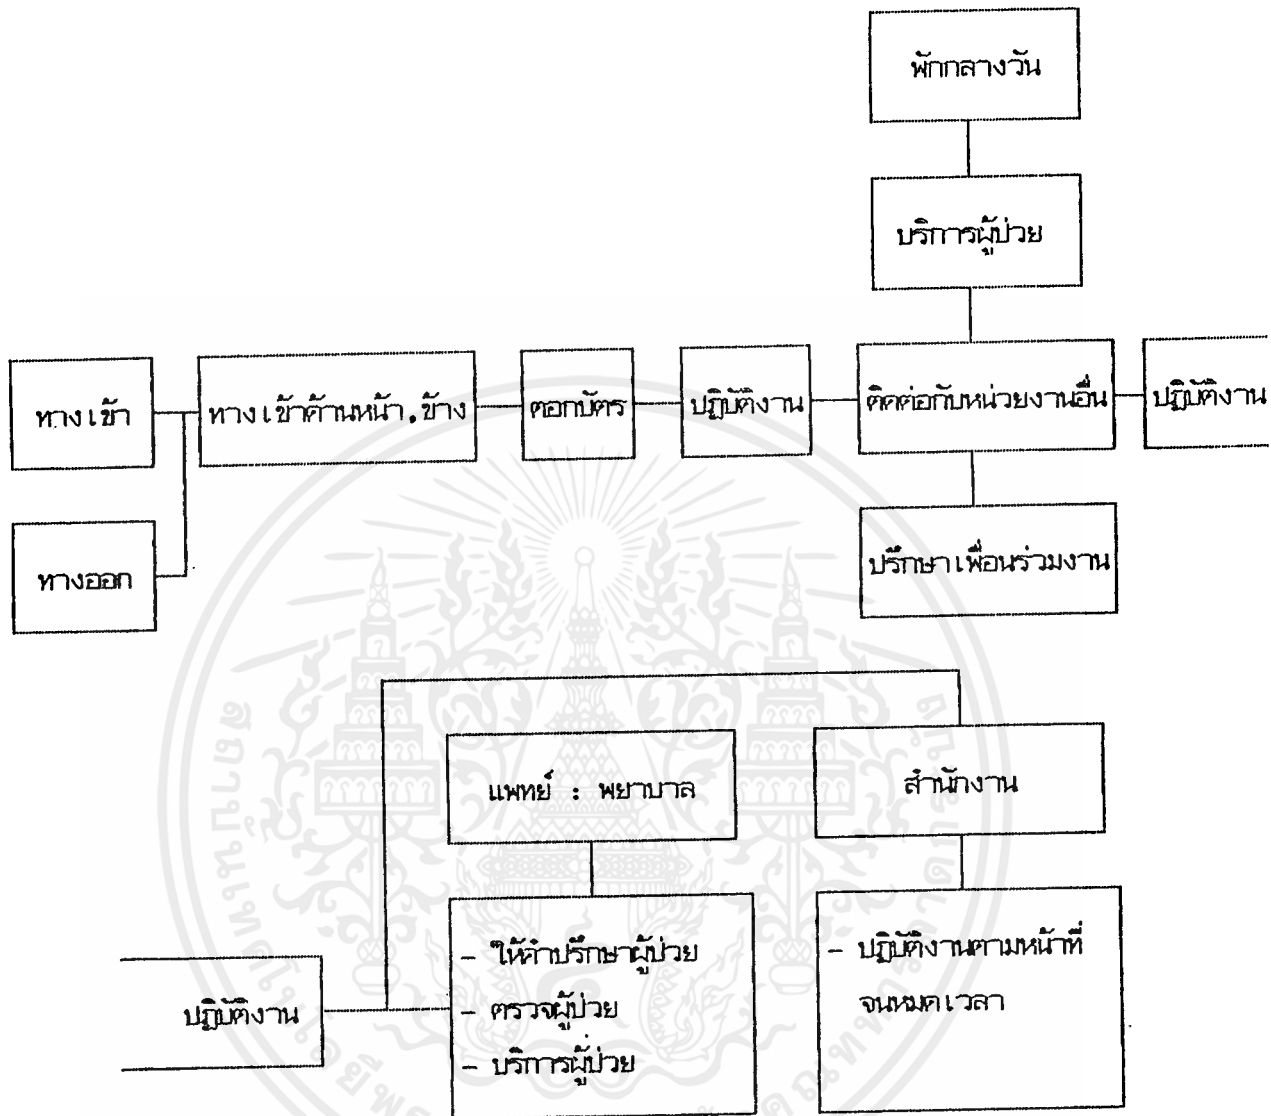 พักกลางวัน
บริการผู้ป่วย
ทางเข้า
ทางเข้าด้านหน้า,ข้าง
ตอกบัตร
ปฏิบัติงาน
ติดต่อกับหน่วยงานอื่น
ปฏิบัติงาน
ทางออก
ปรึกษาเพื่อนร่วมงาน
แพทย์ : พยาบาล
สำนักงาน
ปฏิบัติงาน
- ให้คำปรึกษาผู้ป่วย
- ตรวจผู้ป่วย
- บริการผู้ป่วย
- ปฏิบัติงานตามหน้าที่
จนหมดเวลา